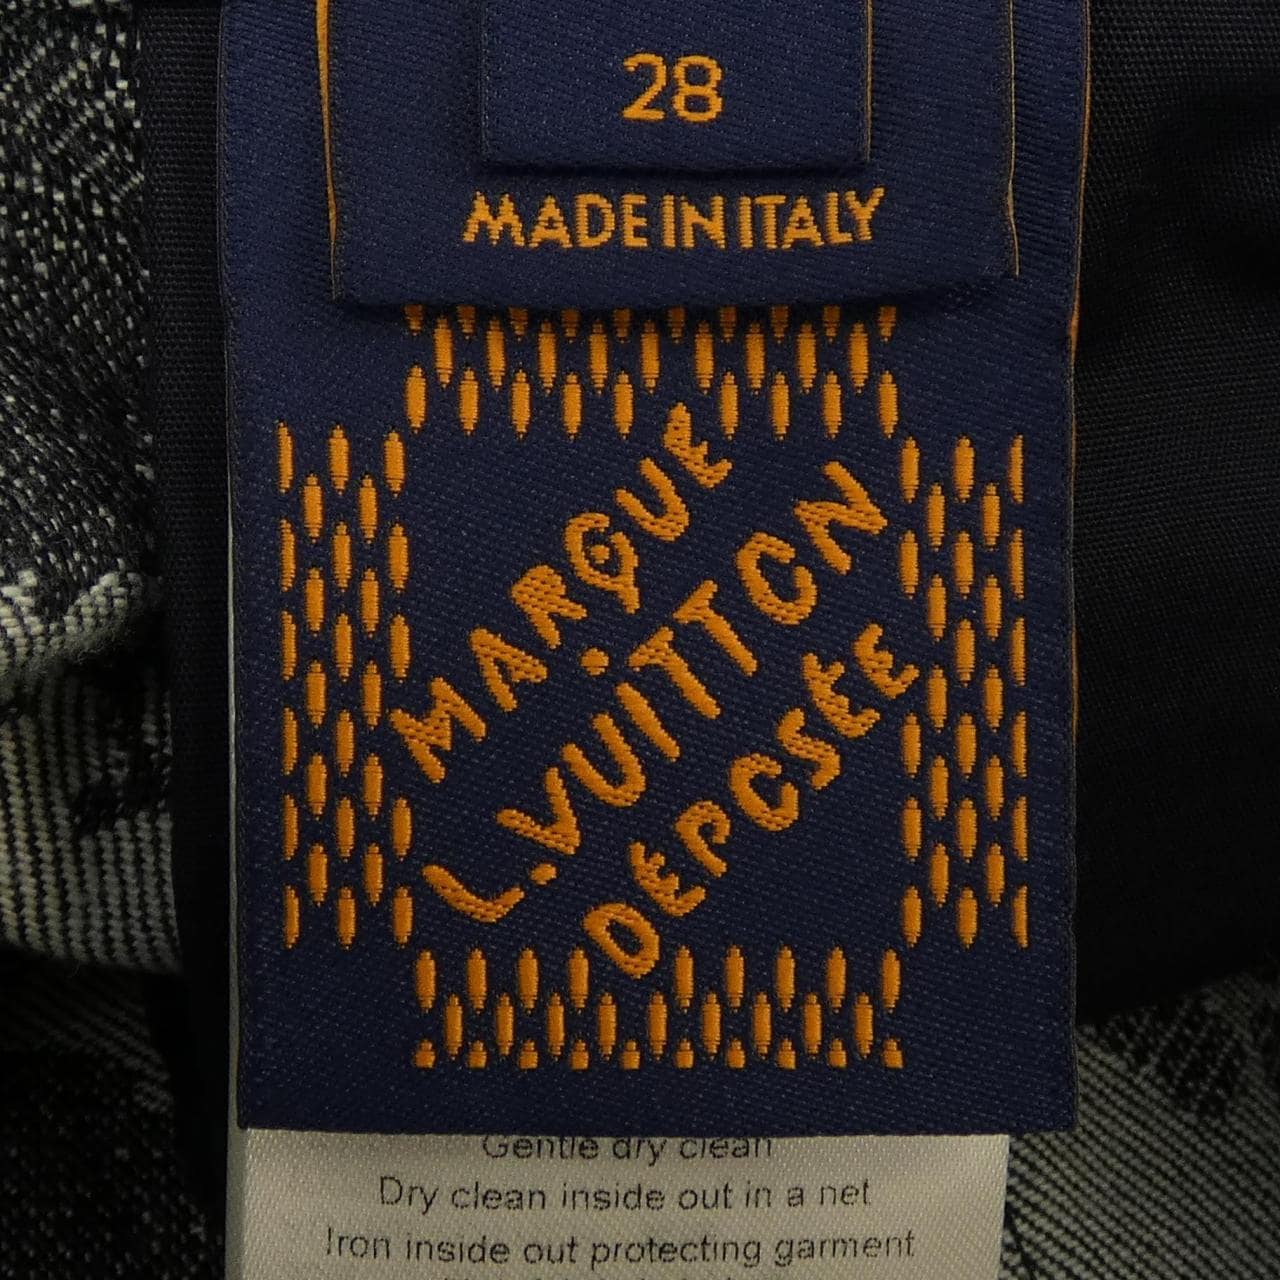 28
MADE IN ITALY
MARQUE
L.VUITTON
DEPOSÉE
Gentle dry clean
Dry clean inside out in a net
Iron inside out protecting garment